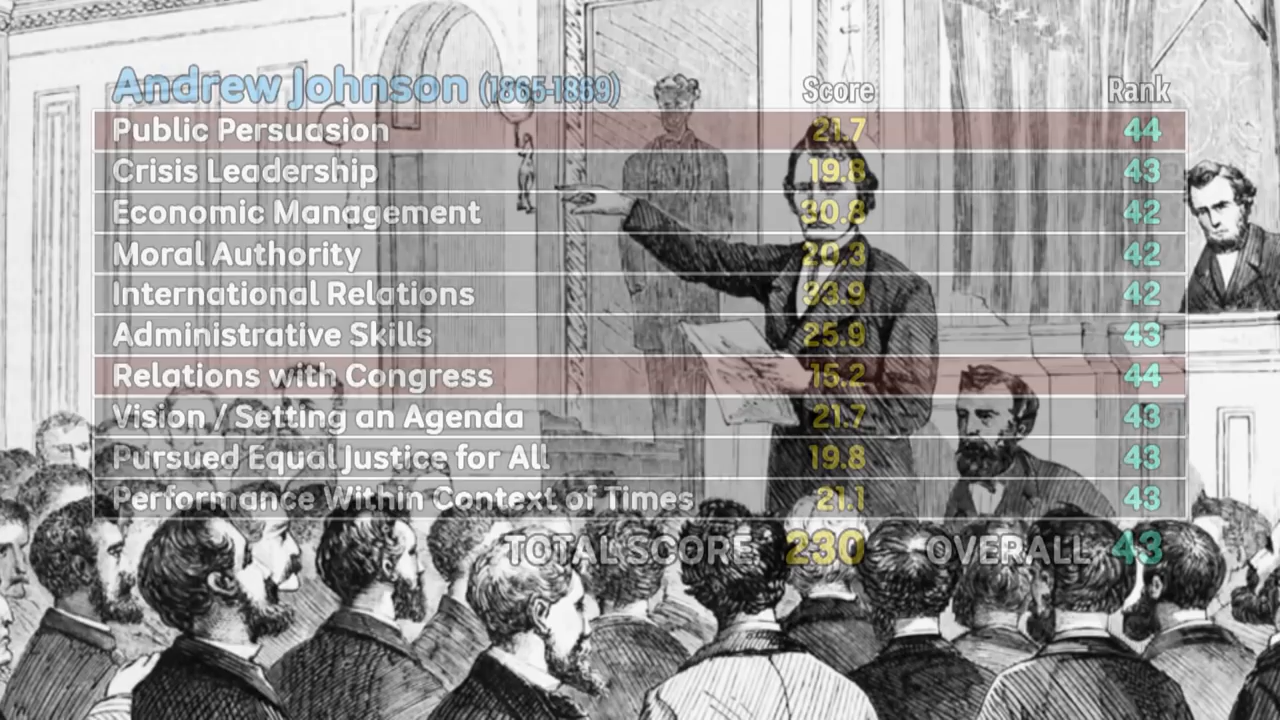 Andrew Johnson (1865-1869) Score Rank
Public Persuasion 21.7 44
Crisis Leadership 19.8 43
Economic Management 30.8 42
Moral Authority 20.3 42
International Relations 33.9 42
Administrative Skills 25.9 43
Relations with Congress 15.2 44
Vision / Setting an Agenda 21.7 43
Pursued Equal Justice for All 19.8 43
Performance Within Context of Times 21.1 43
TOTAL SCORE 230 OVERALL 43